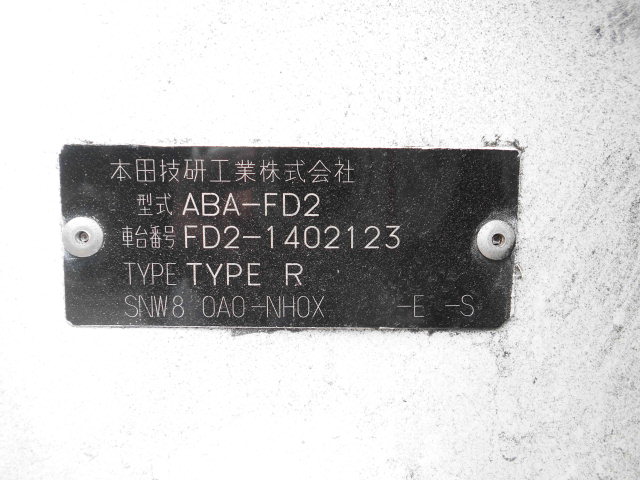 本田技研工業株式会社
型式 ABA-FD2
車台番号 FD2-1402123
TYPE TYPE R
SNW8 0A0-NH0X -E -S